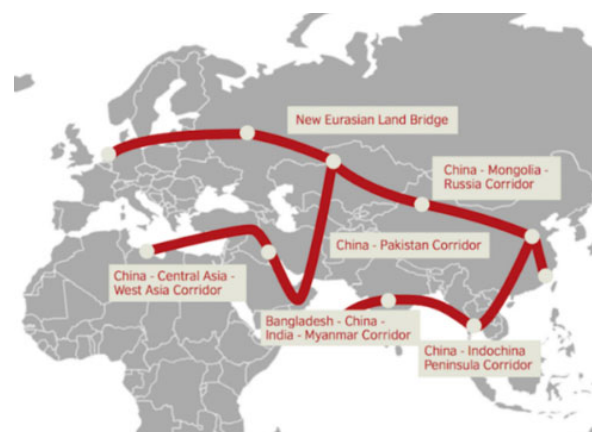 New Eurasian Land Bridge
China - Mongolia -
Russia Corridor
China - Pakistan Corridor
China - Central Asia -
West Asia Corridor
Bangladesh - China -
India - Myanmar Corridor
China - Indochina
Peninsula Corridor